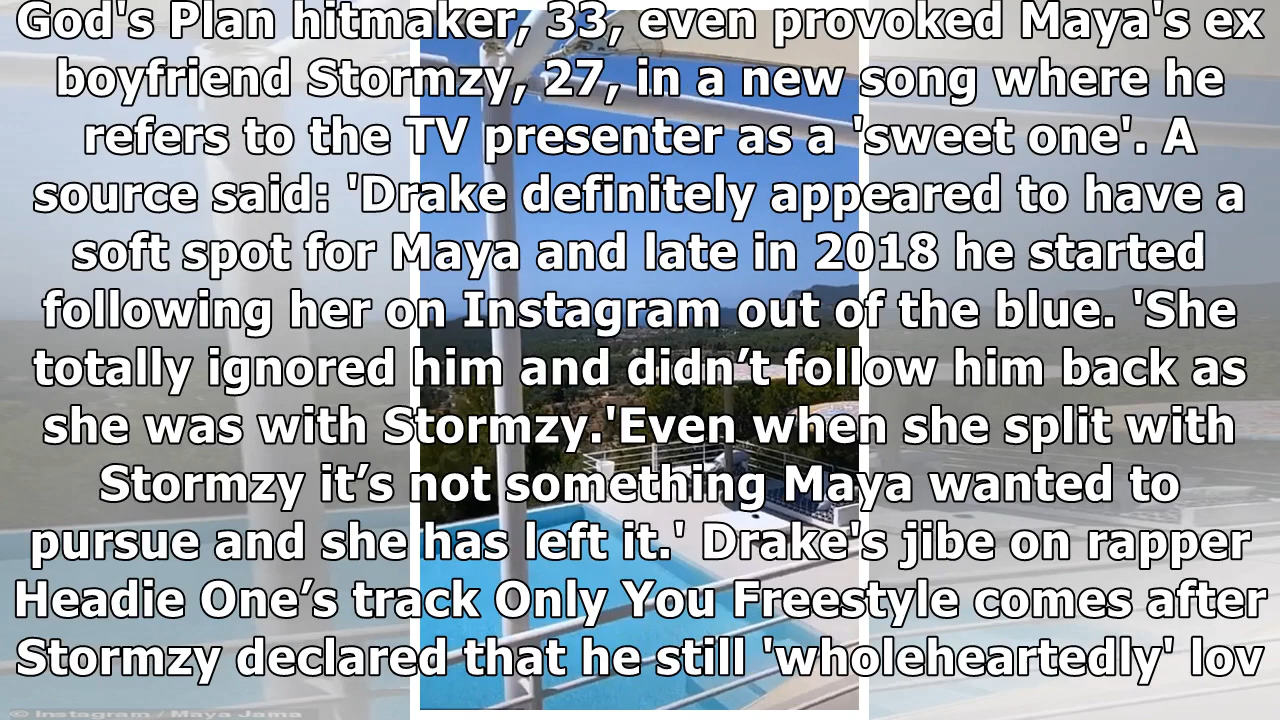 God's Plan hitmaker, 33, even provoked Maya's ex
boyfriend Stormzy, 27, in a new song where he
refers to the TV presenter as a 'sweet one'. A
source said: 'Drake definitely appeared to have a
soft spot for Maya and late in 2018 he started
following her on Instagram out of the blue. 'She
totally ignored him and didn’t follow him back as
she was with Stormzy.'Even when she split with
Stormzy it’s not something Maya wanted to
pursue and she has left it.' Drake's jibe on rapper
Headie One’s track Only You Freestyle comes after
Stormzy declared that he still 'wholeheartedly' lov
© Instagram / Maya Jama